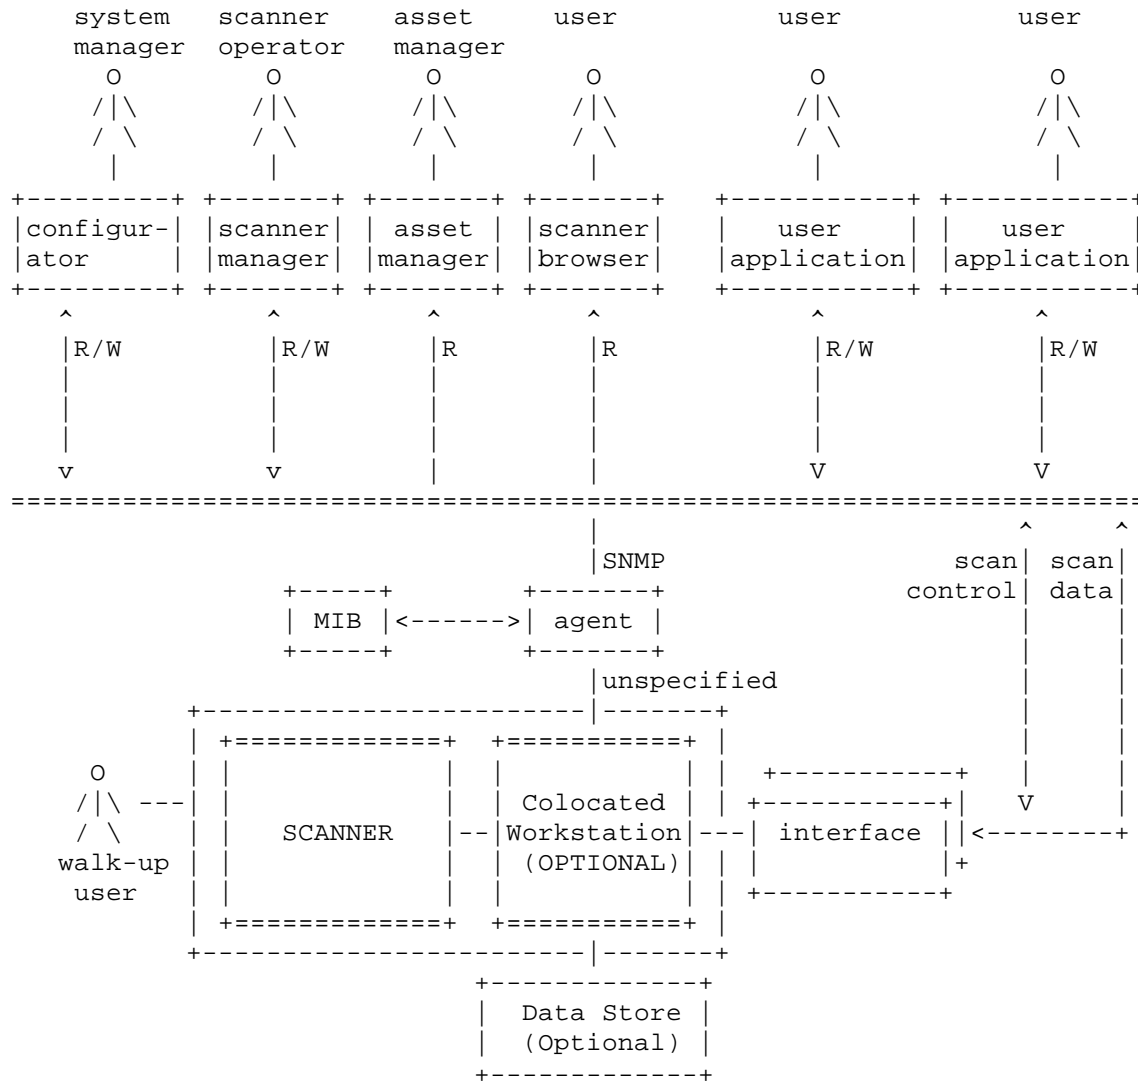 system scanner asset user user user
manager operator manager
O O O O O O
/|\ /|\ /|\ /|\ /|\ /|\
/ \ / \ / \ / \ / \ / \
| | | | | |
+---------+ +-------+ +-------+ +-------+ +-----------+ +-----------+
|configur-| |scanner| | asset | |scanner| | user | | user |
|ator | |manager| |manager| |browser| |application| |application|
+---------+ +-------+ +-------+ +-------+ +-----------+ +-----------+
^ ^ ^ ^ ^ ^
|R/W |R/W |R |R |R/W |R/W
| | | | | |
| | | | | |
| | | | | |
v v | | V V
=======================================================================
| ^ ^
|SNMP scan| scan|
+-----+ +-------+ control| data|
| MIB |<------>| agent | | |
+-----+ +-------+ | |
|unspecified | |
+------------------------|-------+ | |
| +=============+ +===========+ | | |
O | | | | | | +-----------+ | |
/|\ ---| | | | Colocated | | +-----------+| V |
/ \ | | SCANNER |--|Workstation|---| interface ||<--------+
walk-up | | | | (OPTIONAL)| | | |+
user | | | | | | +-----------+
| +=============+ +===========+ |
+------------------------|-------+
+-------------+
| Data Store |
| (Optional) |
+-------------+